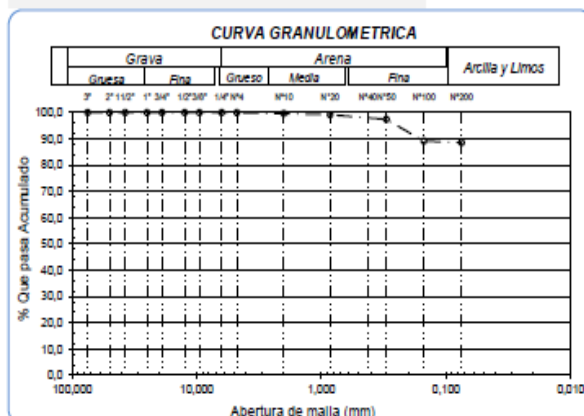 CURVA GRANULOMETRICA
Grava Arena Arcilla y Limos
Gruesa Fina Grueso Media Fina
3" 2" 1 1/2" 1" 3/4" 1/2" 3/8" 1/4" Nº4 Nº10 Nº20 Nº40 Nº50 Nº100 Nº200
100,0
90,0
80,0
70,0
60,0
50,0
40,0
30,0
20,0
10,0
0,0
% Que pasa Acumulado
100,000 10,000 1,000 0,100 0,010
Abertura de malla (mm)